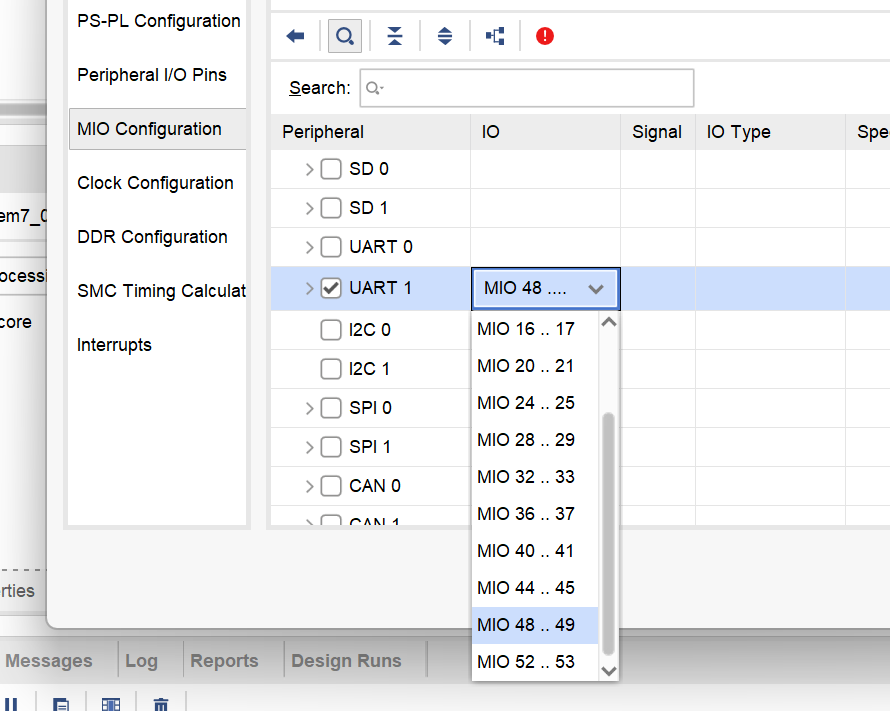 PS-PL Configuration
Peripheral I/O Pins
MIO Configuration
Clock Configuration
DDR Configuration
SMC Timing Calculat
Interrupts
em7_0
ocessi
core
rties
Search:
Peripheral IO Signal IO Type Spe
SD 0
SD 1
UART 0
UART 1 MIO 48 ....
I2C 0
I2C 1
SPI 0
SPI 1
CAN 0
CAN 1
MIO 16 .. 17
MIO 20 .. 21
MIO 24 .. 25
MIO 28 .. 29
MIO 32 .. 33
MIO 36 .. 37
MIO 40 .. 41
MIO 44 .. 45
MIO 48 .. 49
MIO 52 .. 53
Messages Log Reports Design Runs